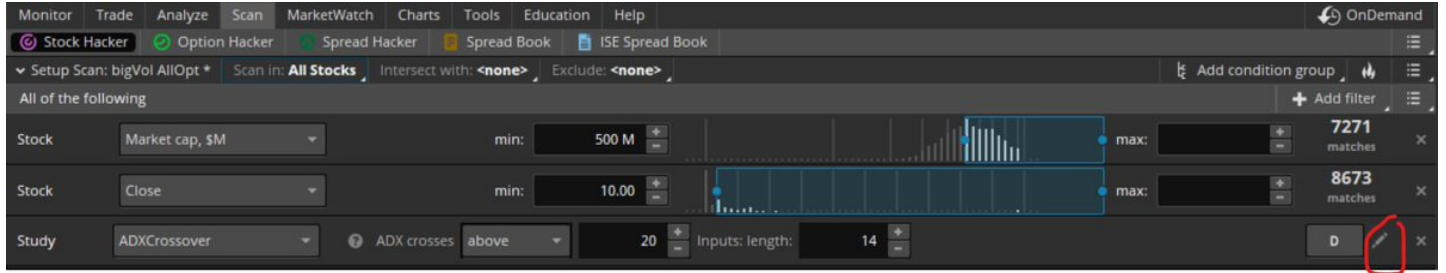 Monitor Trade Analyze Scan MarketWatch Charts Tools Education Help OnDemand
Stock Hacker Option Hacker Spread Hacker Spread Book ISE Spread Book
Setup Scan: bigVol AllOpt * Scan in: All Stocks Intersect with: <none> Exclude: <none> Add condition group
All of the following + Add filter
Stock Market cap, $M min: 500 M max: 7271 matches
Stock Close min: 10.00 max: 8673 matches
Study ADXCrossover ? ADX crosses above 20 Inputs: length: 14 D